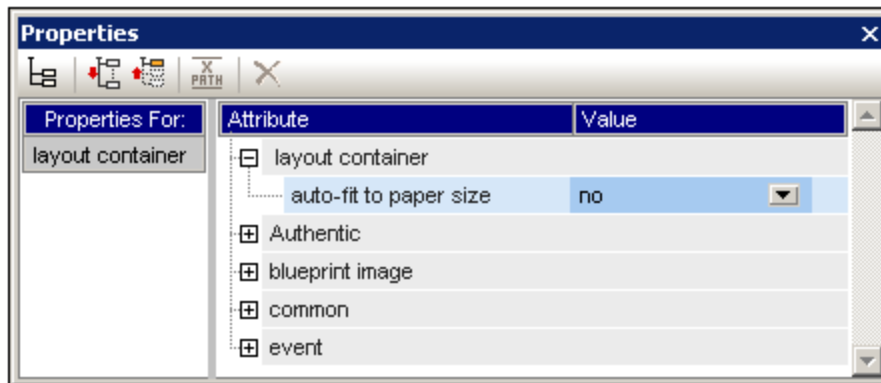 Properties
X
PATH
Properties For:
Attribute
Value
layout container
layout container
auto-fit to paper size
no
Authentic
blueprint image
common
event